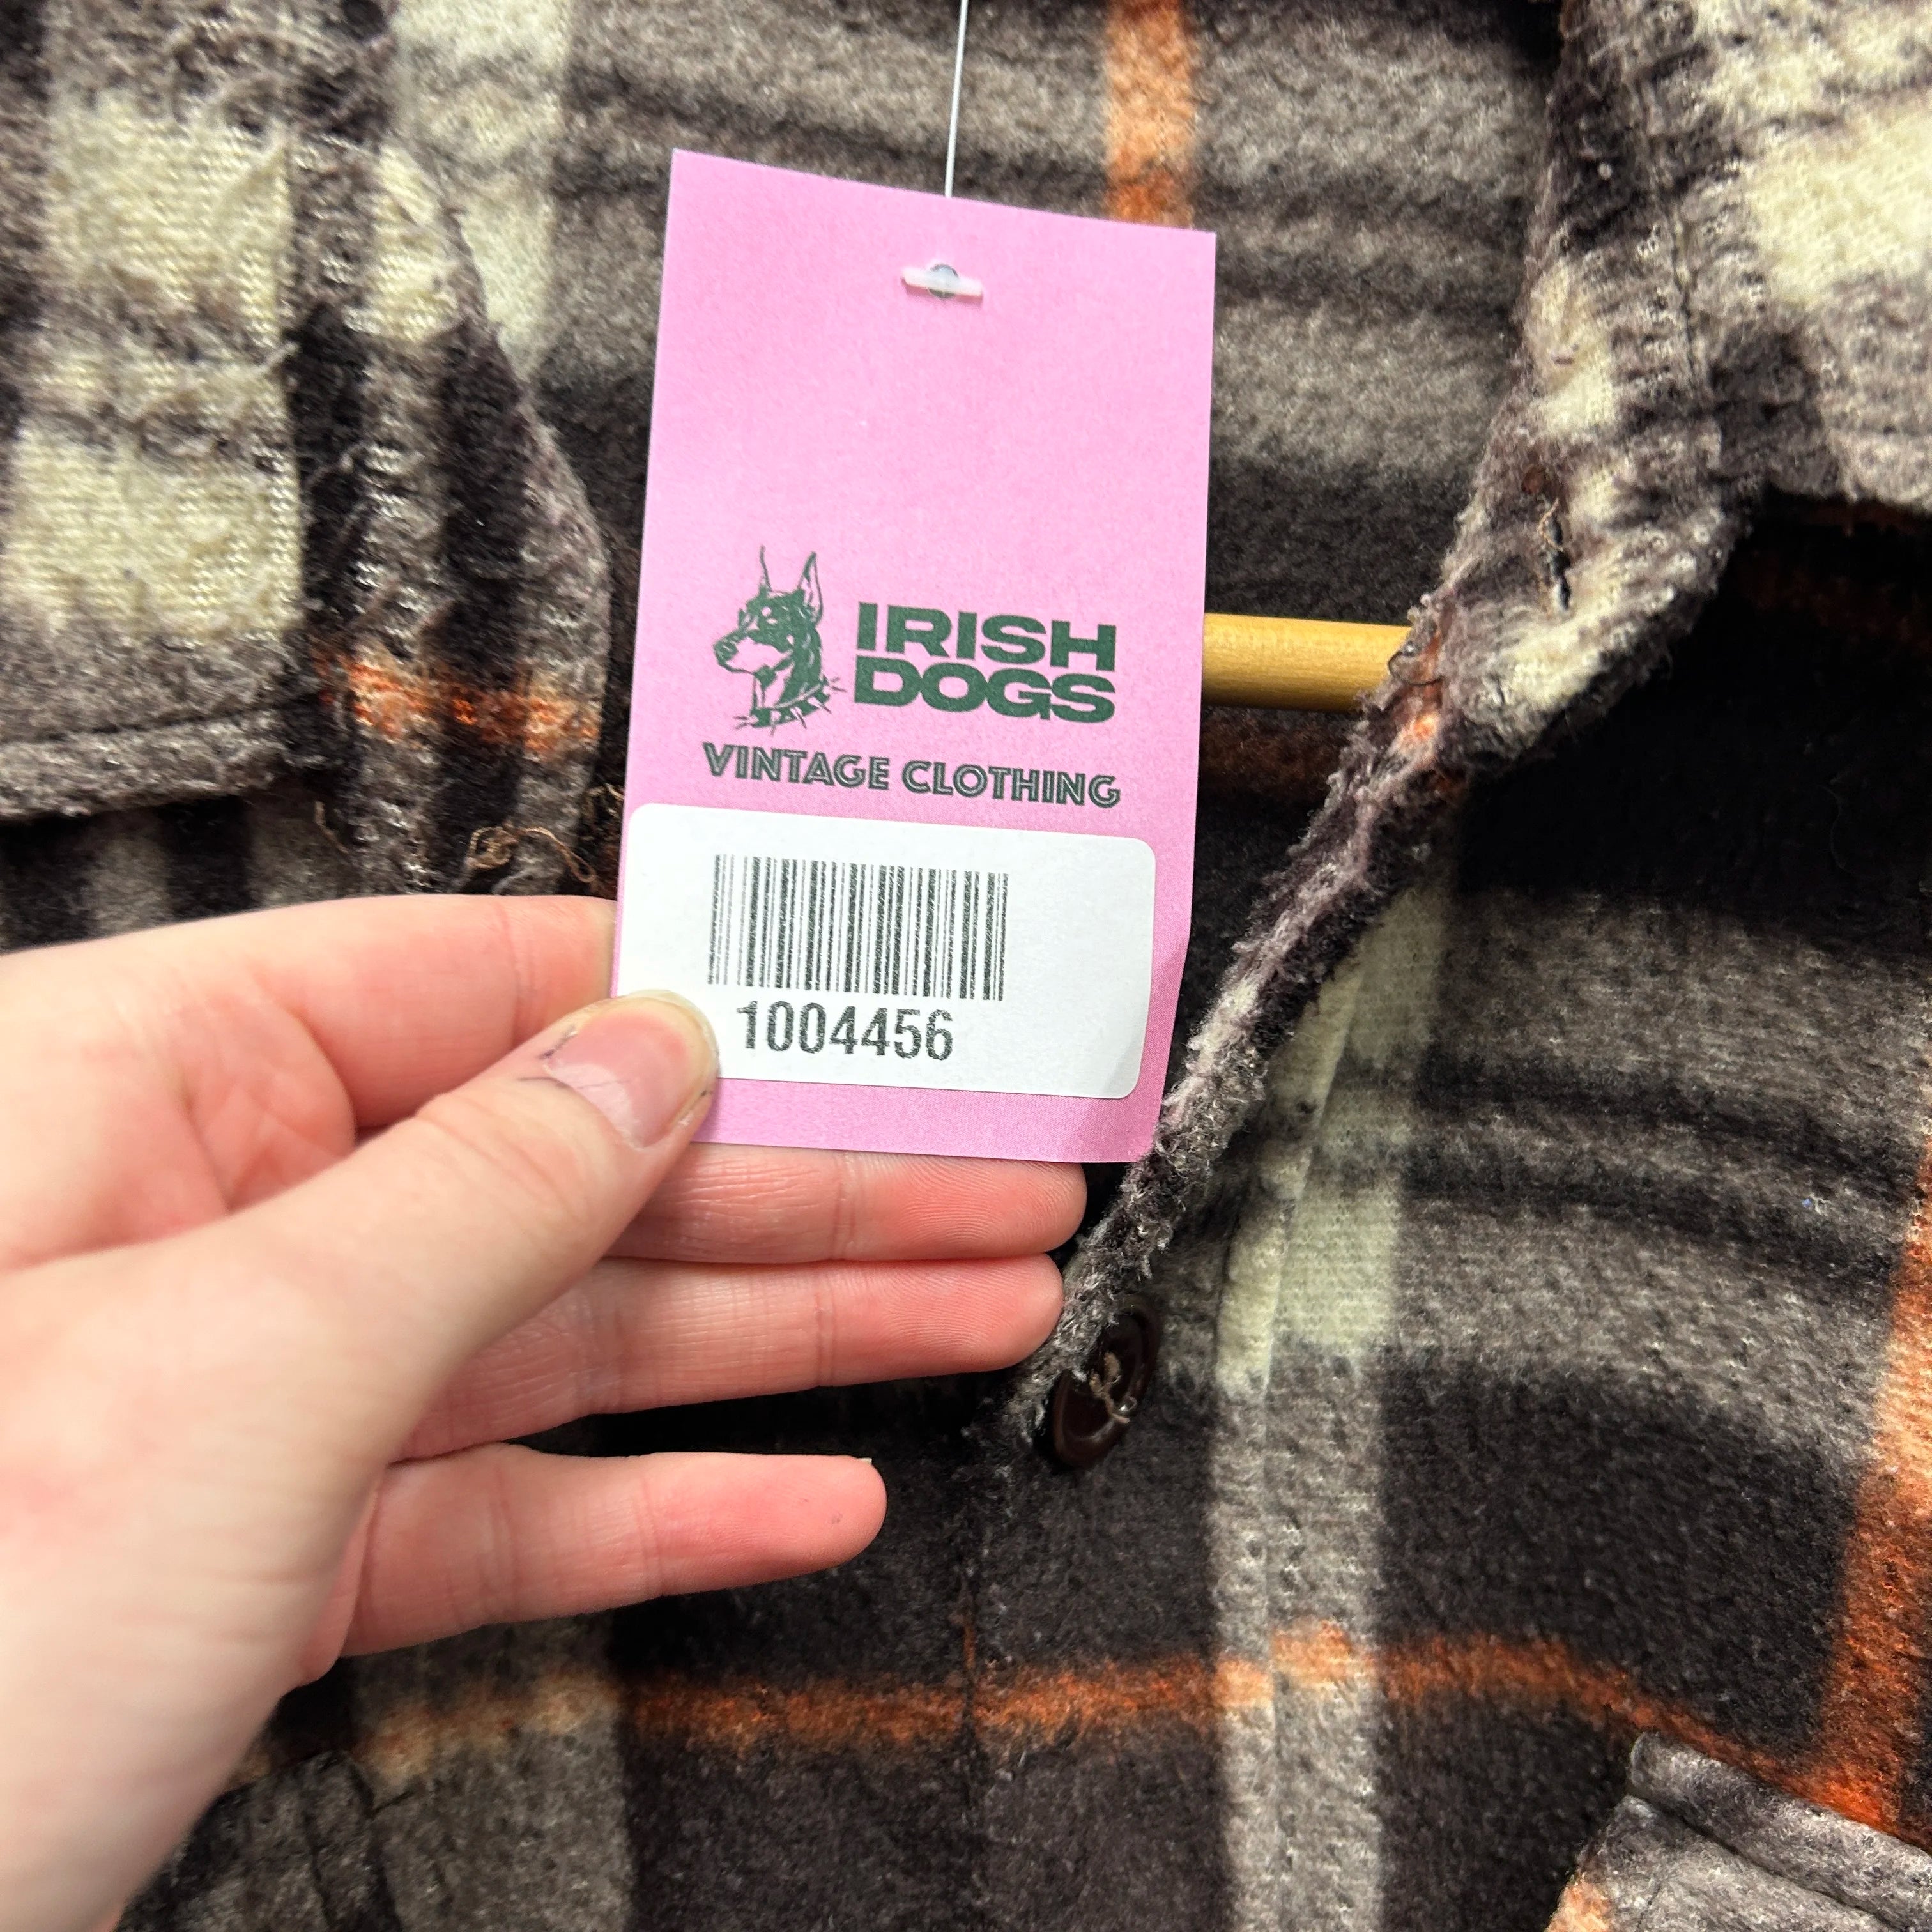 IRISH
DOGS
VINTAGE CLOTHING
1004456